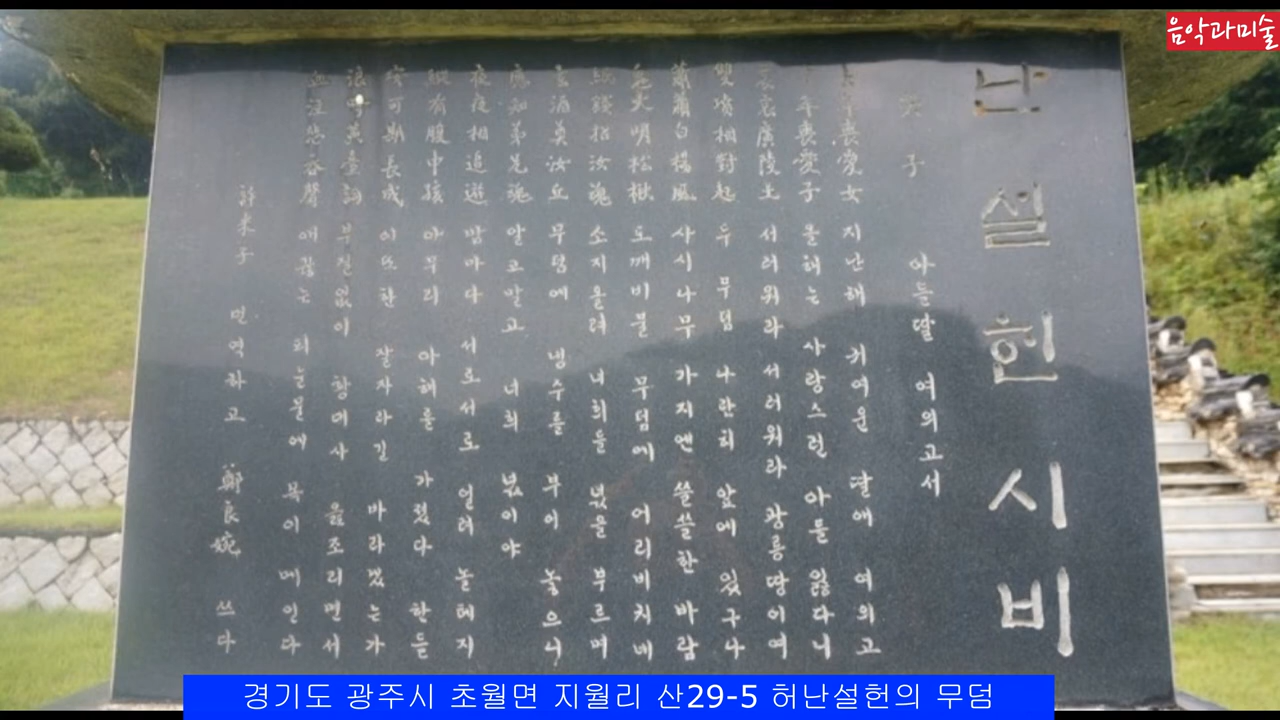 음악과미술
난설헌시비
哭子 아들딸 여의고서
去年喪愛女 지난해 귀여운 딸애 여의고
年喪愛子 올해는 사랑스런 아들 잃다니
哀哀廣陵土 서러워라 서러워라 광릉땅이여
雙墳相對起 두 무덤 나란히 앞에 있구나
蕭蕭白楊風 사시나무 가지엔 쓸쓸한 바람
鬼火明松楸 도깨비불 무덤에 어리비치네
紙錢招汝魂 소지올려 너희들 넋을 부르며
玄酒奠汝丘 무덤에 냉수를 부어 놓으니
應知弟兄魂 알고말고 너희 넋이야
夜夜相追遊 밤마다 서로서로 얼려 놀테지
縱有腹中孩 아무리 아해를 가졌다 한들
安可期長成 이또한 잘자라길 바라겠는가
浪吟黃臺詞 부질없이 황대사 읊조리면서
血泣悲呑聲 애끊는 피눈물에 목이 메인다
許米子 민역하고 鄭良婉 쓰다
경기도 광주시 초월면 지월리 산29-5 허난설헌의 무덤